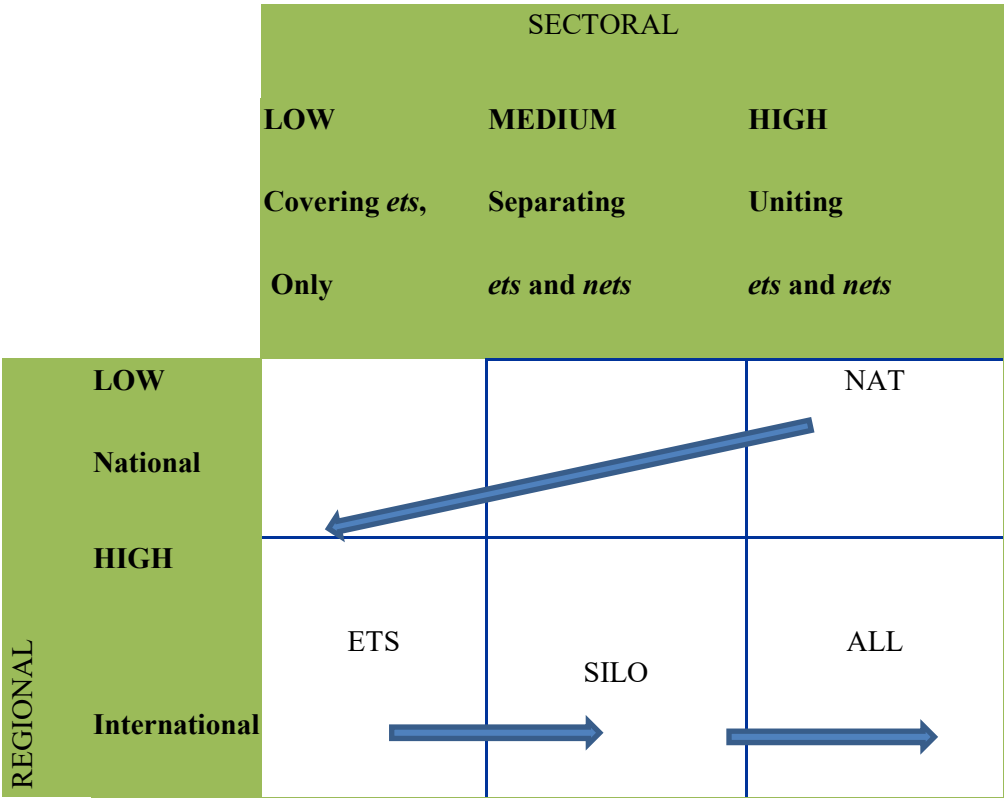 SECTORAL
LOW MEDIUM HIGH
Covering ets, Separating Uniting
Only ets and nets ets and nets
LOW NAT
National
HIGH
ETS ALL
SILO
International
REGIONAL